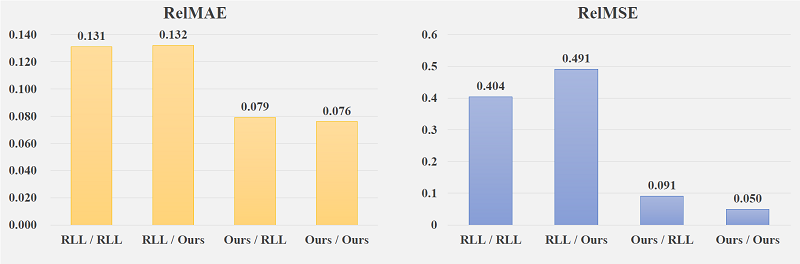 RelMAE
0.140
0.120
0.100
0.080
0.060
0.040
0.020
0.000
0.131
0.132
0.079
0.076
RLL / RLL
RLL / Ours
Ours / RLL
Ours / Ours
RelMSE
0.6
0.5
0.4
0.3
0.2
0.1
0
0.404
0.491
0.091
0.050
RLL / RLL
RLL / Ours
Ours / RLL
Ours / Ours